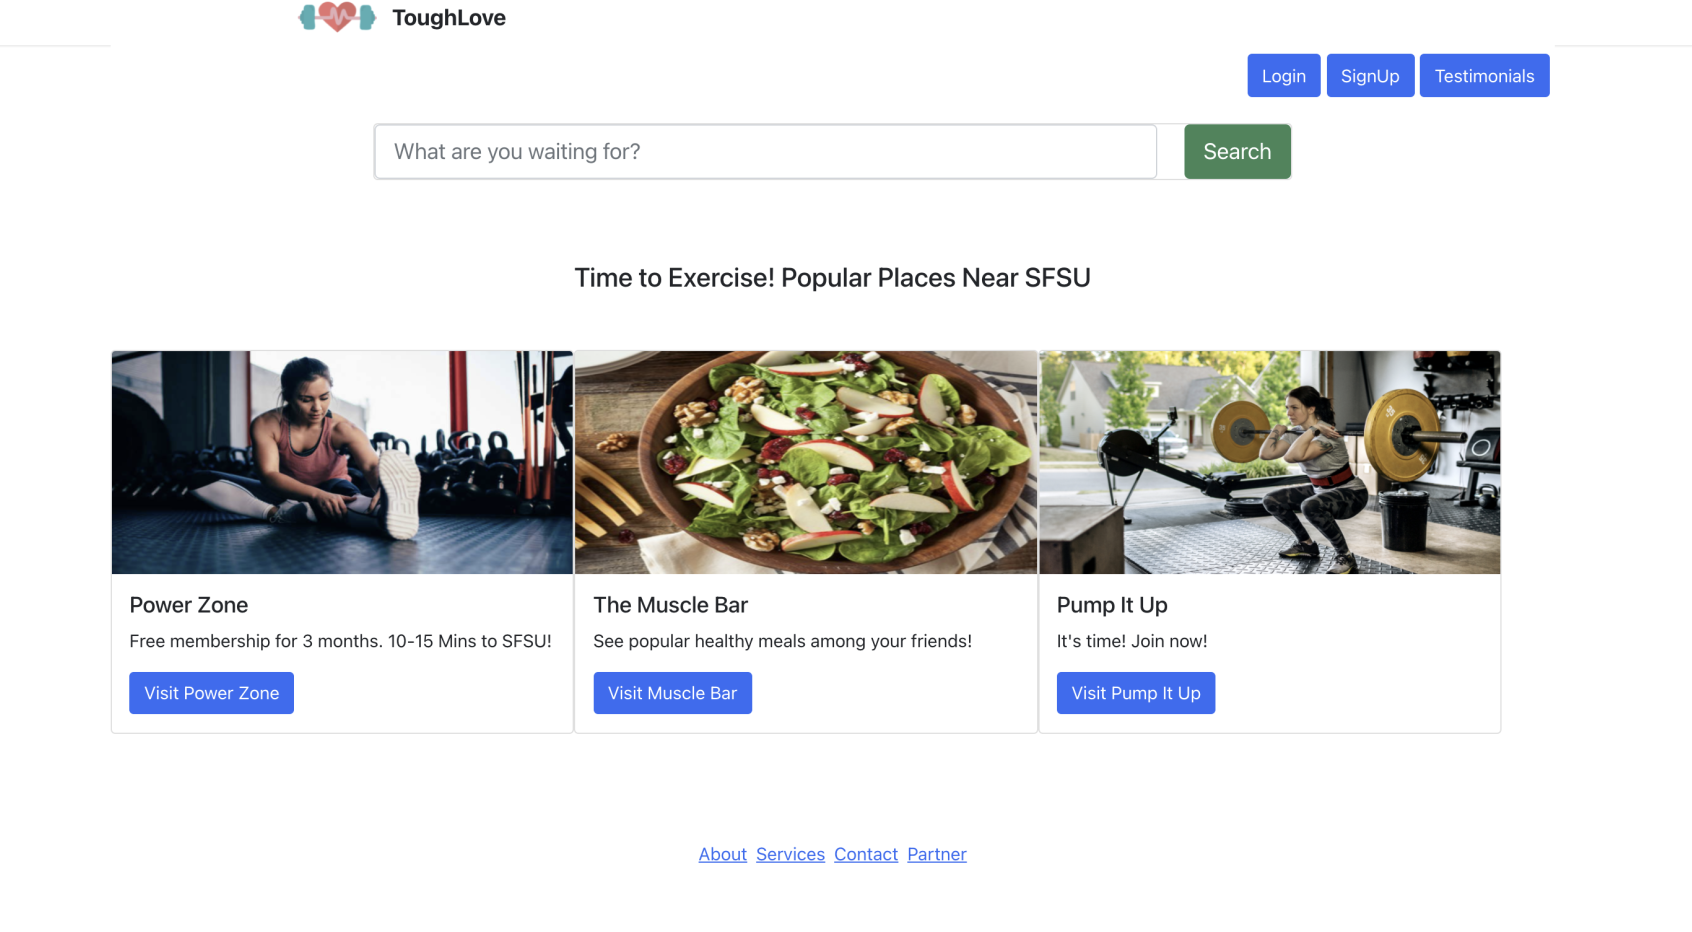 ToughLove
Login SignUp Testimonials
What are you waiting for? Search
Time to Exercise! Popular Places Near SFSU
Power Zone
Free membership for 3 months. 10-15 Mins to SFSU!
Visit Power Zone
The Muscle Bar
See popular healthy meals among your friends!
Visit Muscle Bar
Pump It Up
It's time! Join now!
Visit Pump It Up
About Services Contact Partner